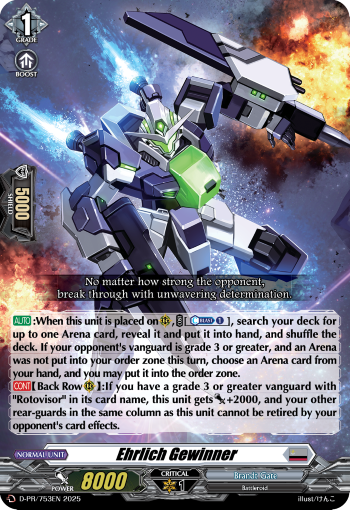 1
GRADE
BOOST
5000
SHIELD
No matter how strong the opponent,
break through with unwavering determination.
AUTO:When this unit is placed on (R), [BLAST 1], search your deck for
up to one Arena card, reveal it and put it into hand, and shuffle the
deck. If your opponent's vanguard is grade 3 or greater, and an Arena
was not put into your order zone this turn, choose an Arena card from
your hand, and you may put it into the order zone.
CONT【Back Row (R)】:If you have a grade 3 or greater vanguard with
"Rotovisor" in its card name, this unit gets +2000, and your other
rear-guards in the same column as this unit cannot be retired by your
opponent's card effects.
〈NORMAL UNIT〉
Ehrlich Gewinner
POWER
8000
CRITICAL
1
Brandt Gate
Battleroid
D-PR/753EN 2025
illust/けんこ